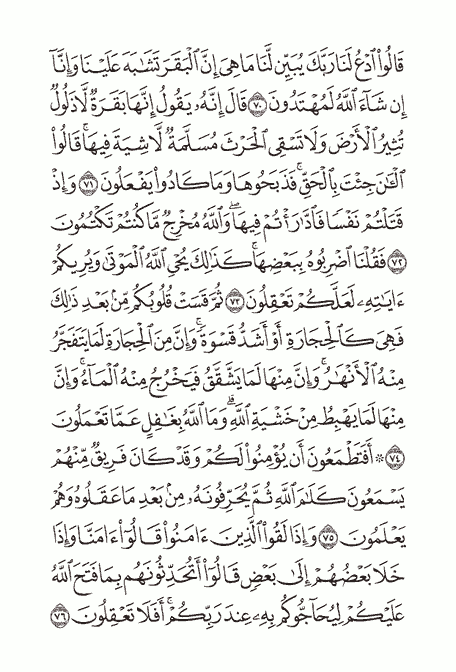 قَالُوا۟ ٱدْعُ لَنَا رَبَّكَ يُبَيِّن لَّنَا مَا هِىَ إِنَّ ٱلْبَقَرَ تَشَٰبَهَ عَلَيْنَا وَإِنَّآ
إِن شَآءَ ٱللَّهُ لَمُهْتَدُونَ ٧٠ قَالَ إِنَّهُۥ يَقُولُ إِنَّهَا بَقَرَةٌ لَّا ذَلُولٌ
تُثِيرُ ٱلْأَرْضَ وَلَا تَسْقِى ٱلْحَرْثَ مُسَلَّمَةٌ لَّا شِيَةَ فِيهَا ۚ قَالُوا۟
ٱلْـَٰٔنَ جِئْتَ بِٱلْحَقِّ ۚ فَذَبَحُوهَا وَمَا كَادُوا۟ يَفْعَلُونَ ٧١ وَإِذْ
قَتَلْتُمْ نَفْسًا فَٱدَّٰرَْٰٔتُمْ فِيهَا ۖ وَٱللَّهُ مُخْرِجٌ مَّا كُنتُمْ تَكْتُمُونَ
٧٢ فَقُلْنَا ٱضْرِبُوهُ بِبَعْضِهَا ۚ كَذَٰلِكَ يُحْىِ ٱللَّهُ ٱلْمَوْتَىٰ وَيُرِيكُمْ
ءَايَٰتِهِۦ لَعَلَّكُمْ تَعْقِلُونَ ٧٣ ثُمَّ قَسَتْ قُلُوبُكُم مِّنۢ بَعْدِ ذَٰلِكَ
فَهِىَ كَٱلْحِجَارَةِ أَوْ أَشَدُّ قَسْوَةً ۚ وَإِنَّ مِنَ ٱلْحِجَارَةِ لَمَا يَتَفَجَّرُ
مِنْهُ ٱلْأَنْهَٰرُ ۚ وَإِنَّ مِنْهَا لَمَا يَشَّقَّقُ فَيَخْرُجُ مِنْهُ ٱلْمَآءُ ۚ وَإِنَّ
مِنْهَا لَمَا يَهْبِطُ مِنْ خَشْيَةِ ٱللَّهِ ۗ وَمَا ٱللَّهُ بِغَٰفِلٍ عَمَّا تَعْمَلُونَ
٧٤ ۞ أَفَتَطْمَعُونَ أَن يُؤْمِنُوا۟ لَكُمْ وَقَدْ كَانَ فَرِيقٌ مِّنْهُمْ
يَسْمَعُونَ كَلَٰمَ ٱللَّهِ ثُمَّ يُحَرِّفُونَهُۥ مِنۢ بَعْدِ مَا عَقَلُوهُ وَهُمْ
يَعْلَمُونَ ٧٥ وَإِذَا لَقُوا۟ ٱلَّذِينَ ءَامَنُوا۟ قَالُوٓا۟ ءَامَنَّا وَإِذَا
خَلَا بَعْضُهُمْ إِلَىٰ بَعْضٍ قَالُوٓا۟ أَتُحَدِّثُونَهُم بِمَا فَتَحَ ٱللَّهُ
عَلَيْكُمْ لِيُحَآجُّوكُم بِهِۦ عِندَ رَبِّكُمْ ۚ أَفَلَا تَعْقِلُونَ ٧٦